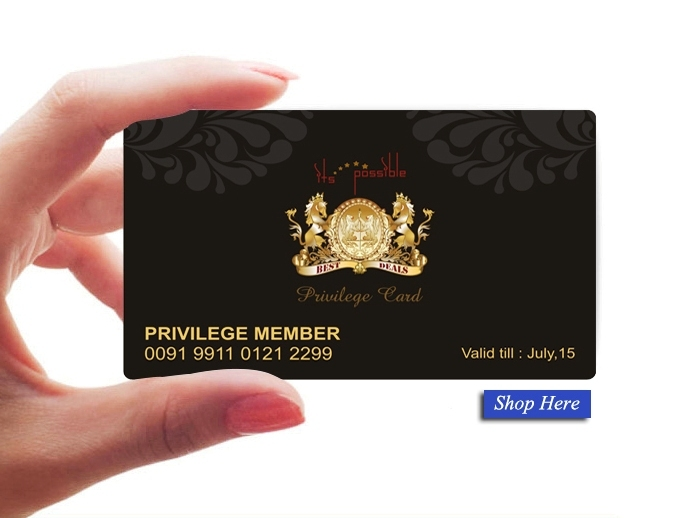 its possible
BEST DEALS
Privilege Card
PRIVILEGE MEMBER
0091 9911 0121 2299
Valid till : July,15
Shop Here